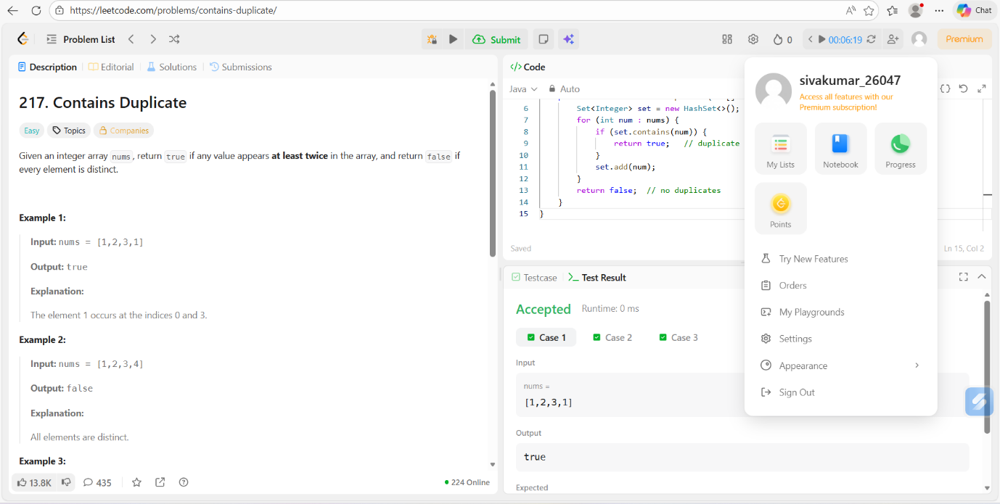 https://leetcode.com/problems/contains-duplicate/
Chat
Problem List
Submit
0
00:06:19
Premium
Description
Editorial
Solutions
Submissions
217. Contains Duplicate
Easy
Topics
Companies
Given an integer array nums, return true if any value appears at least twice in the array, and return false if
every element is distinct.
Example 1:
Input: nums = [1,2,3,1]
Output: true
Explanation:
The element 1 occurs at the indices 0 and 3.
Example 2:
Input: nums = [1,2,3,4]
Output: false
Explanation:
All elements are distinct.
Example 3:
13.8K
435
224 Online
</> Code
Java
Auto
6 Set<Integer> set = new HashSet<>();
7 for (int num : nums) {
8 if (set.contains(num)) {
9 return true; // duplicate
10 }
11 set.add(num);
12 }
13 return false; // no duplicates
14 }
15 }
Saved
Ln 15, Col 2
Testcase
Test Result
Accepted
Runtime: 0 ms
Case 1
Case 2
Case 3
Input
nums =
[1,2,3,1]
Output
true
Expected
sivakumar_26047
Access all features with our
Premium subscription!
My Lists
Notebook
Progress
Points
Try New Features
Orders
My Playgrounds
Settings
Appearance
Sign Out